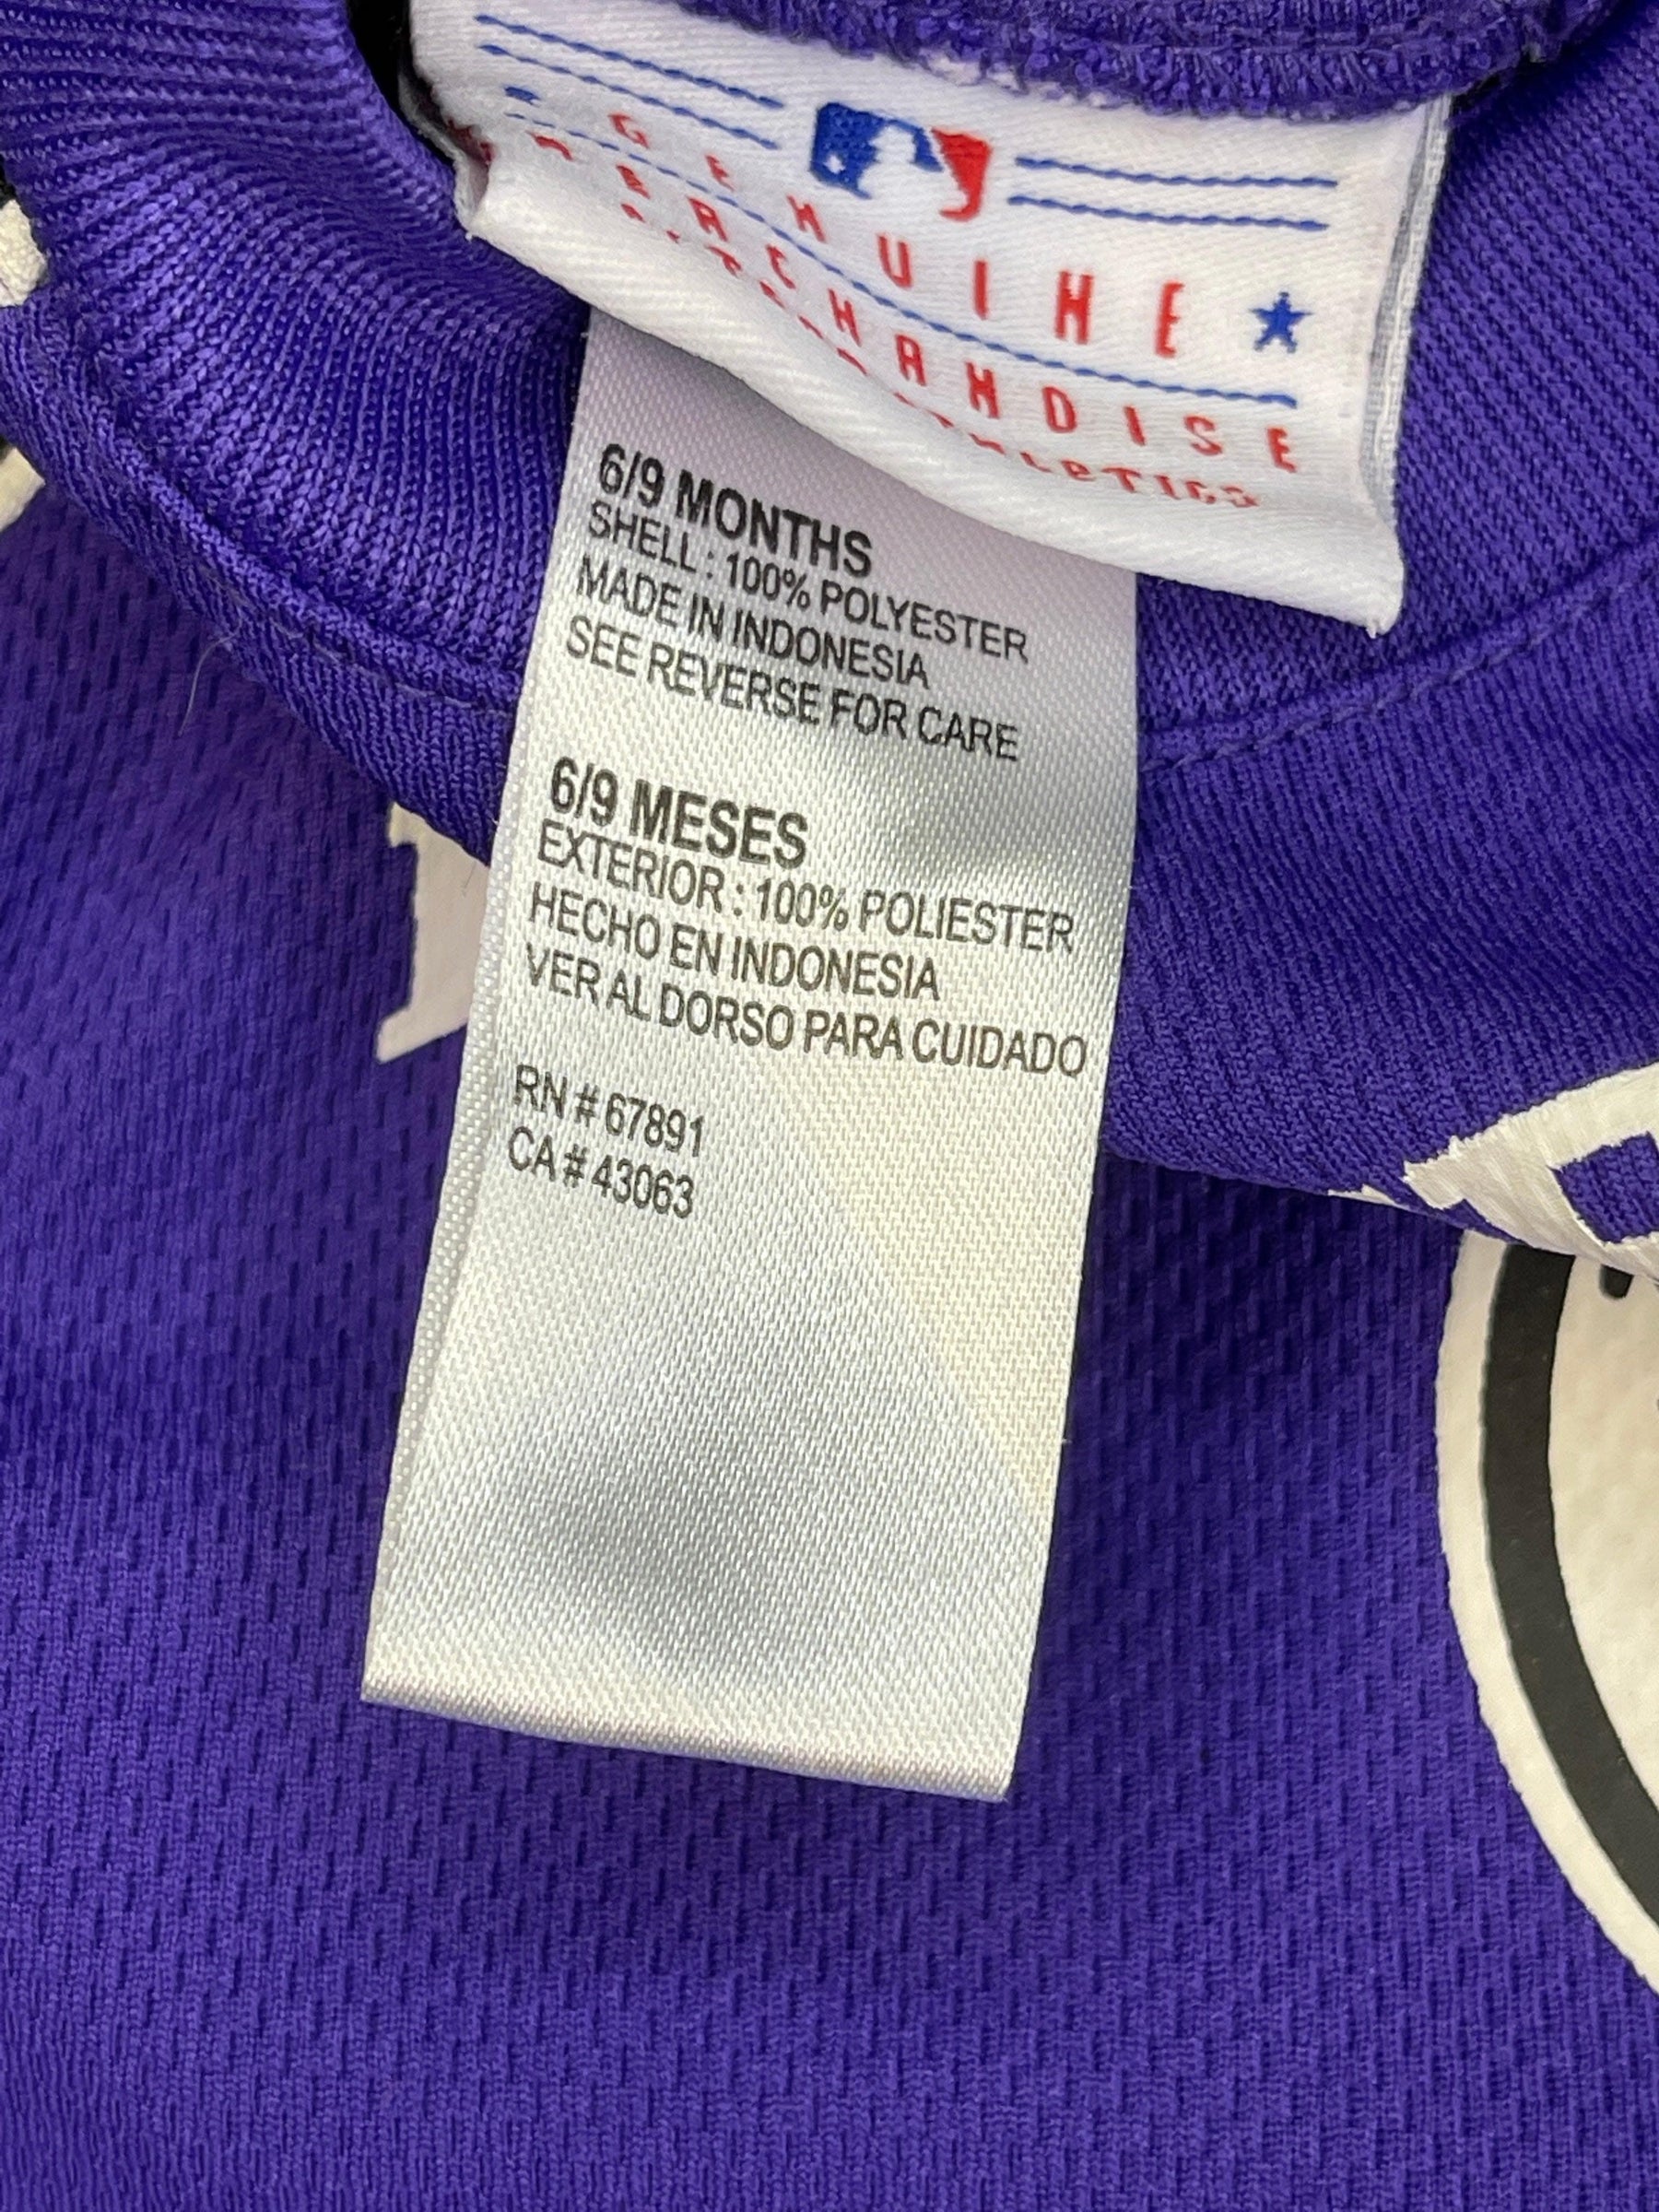 GENUINE
MERCHANDISE
6/9 MONTHS
SHELL : 100% POLYESTER
MADE IN INDONESIA
SEE REVERSE FOR CARE
6/9 MESES
EXTERIOR : 100% POLIESTER
HECHO EN INDONESIA
VER AL DORSO PARA CUIDADO
RN # 67891
CA # 43063